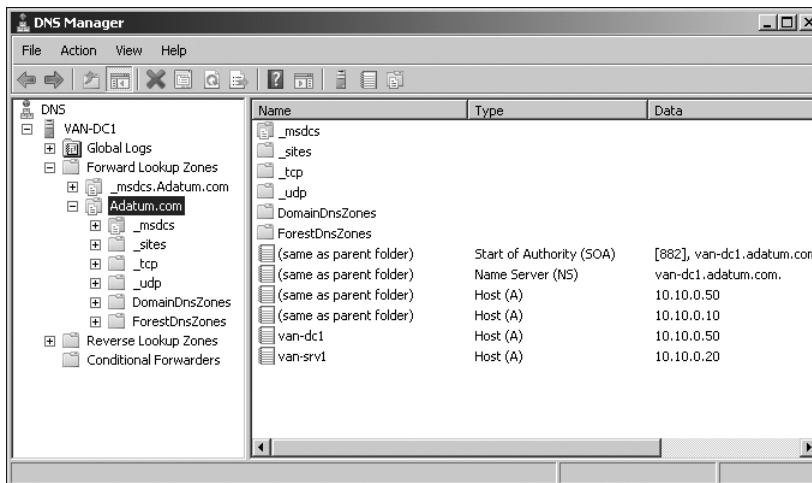 DNS Manager
File Action View Help
DNS
VAN-DC1
Global Logs
Forward Lookup Zones
_msdcs.Adatum.com
Adatum.com
_msdcs
_sites
_tcp
_udp
DomainDnsZones
ForestDnsZones
Reverse Lookup Zones
Conditional Forwarders
Name Type Data
_msdcs
_sites
_tcp
_udp
DomainDnsZones
ForestDnsZones
(same as parent folder) Start of Authority (SOA) [882], van-dc1.adatum.con
(same as parent folder) Name Server (NS) van-dc1.adatum.com.
(same as parent folder) Host (A) 10.10.0.50
(same as parent folder) Host (A) 10.10.0.10
van-dc1 Host (A) 10.10.0.50
van-srv1 Host (A) 10.10.0.20